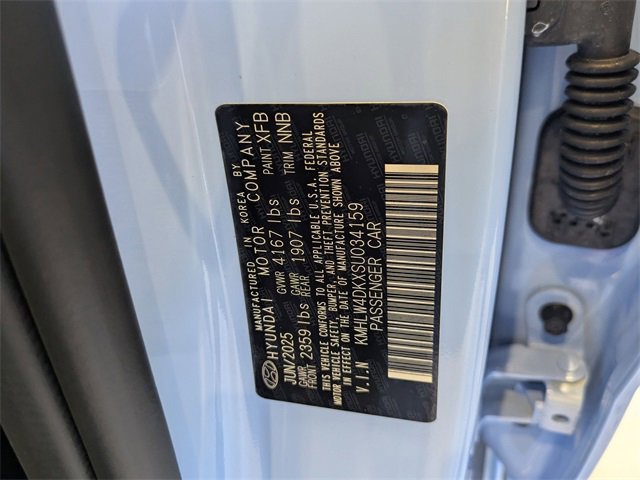 MANUFACTURED IN KOREA BY
HYUNDAI MOTOR COMPANY
JUN/2025 GVWR 4167 lbs PAINT XFB
GAWR FRONT 2359 lbs GAWR REAR 1907 lbs TRIM NNB
THIS VEHICLE CONFORMS TO ALL APPLICABLE U.S.A. FEDERAL
MOTOR VEHICLE SAFETY, BUMPER, AND THEFT PREVENTION STANDARDS
IN EFFECT ON THE DATE OF MANUFACTURE SHOWN ABOVE
V.I.N KMHLW4DKXSU034159
PASSENGER CAR